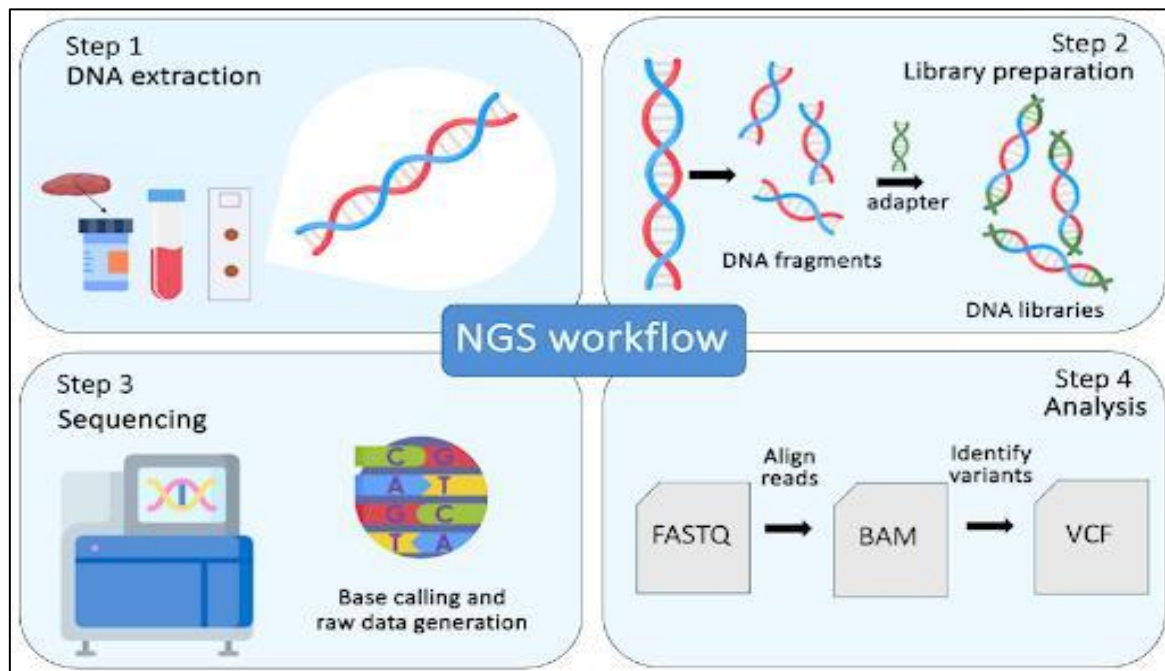 Step 1
DNA extraction
Step 2
Library preparation
adapter
DNA fragments
DNA libraries
NGS workflow
Step 3
Sequencing
C G
A T
G C
T A
Base calling and
raw data generation
Step 4
Analysis
Align
reads
Identify
variants
FASTQ
BAM
VCF